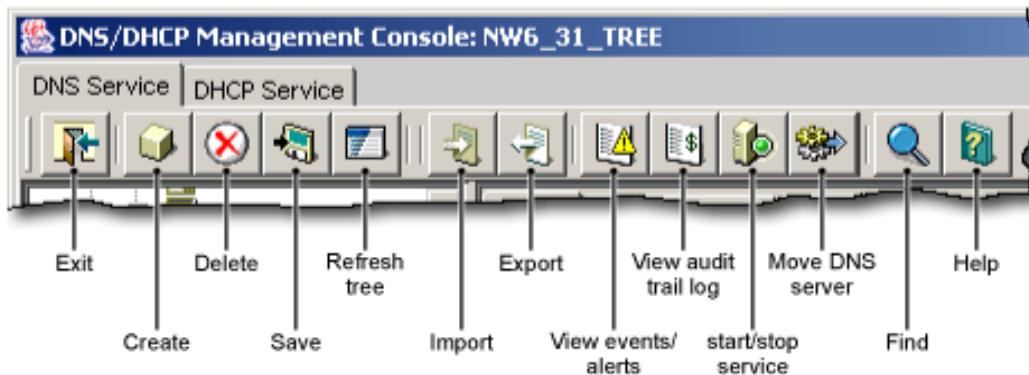 DNS/DHCP Management Console: NW6_31_TREE
DNS Service
DHCP Service
Exit
Delete
Refresh
tree
Export
View audit
trail log
Move DNS
server
Help
Create
Save
Import
View events/
alerts
start/stop
service
Find